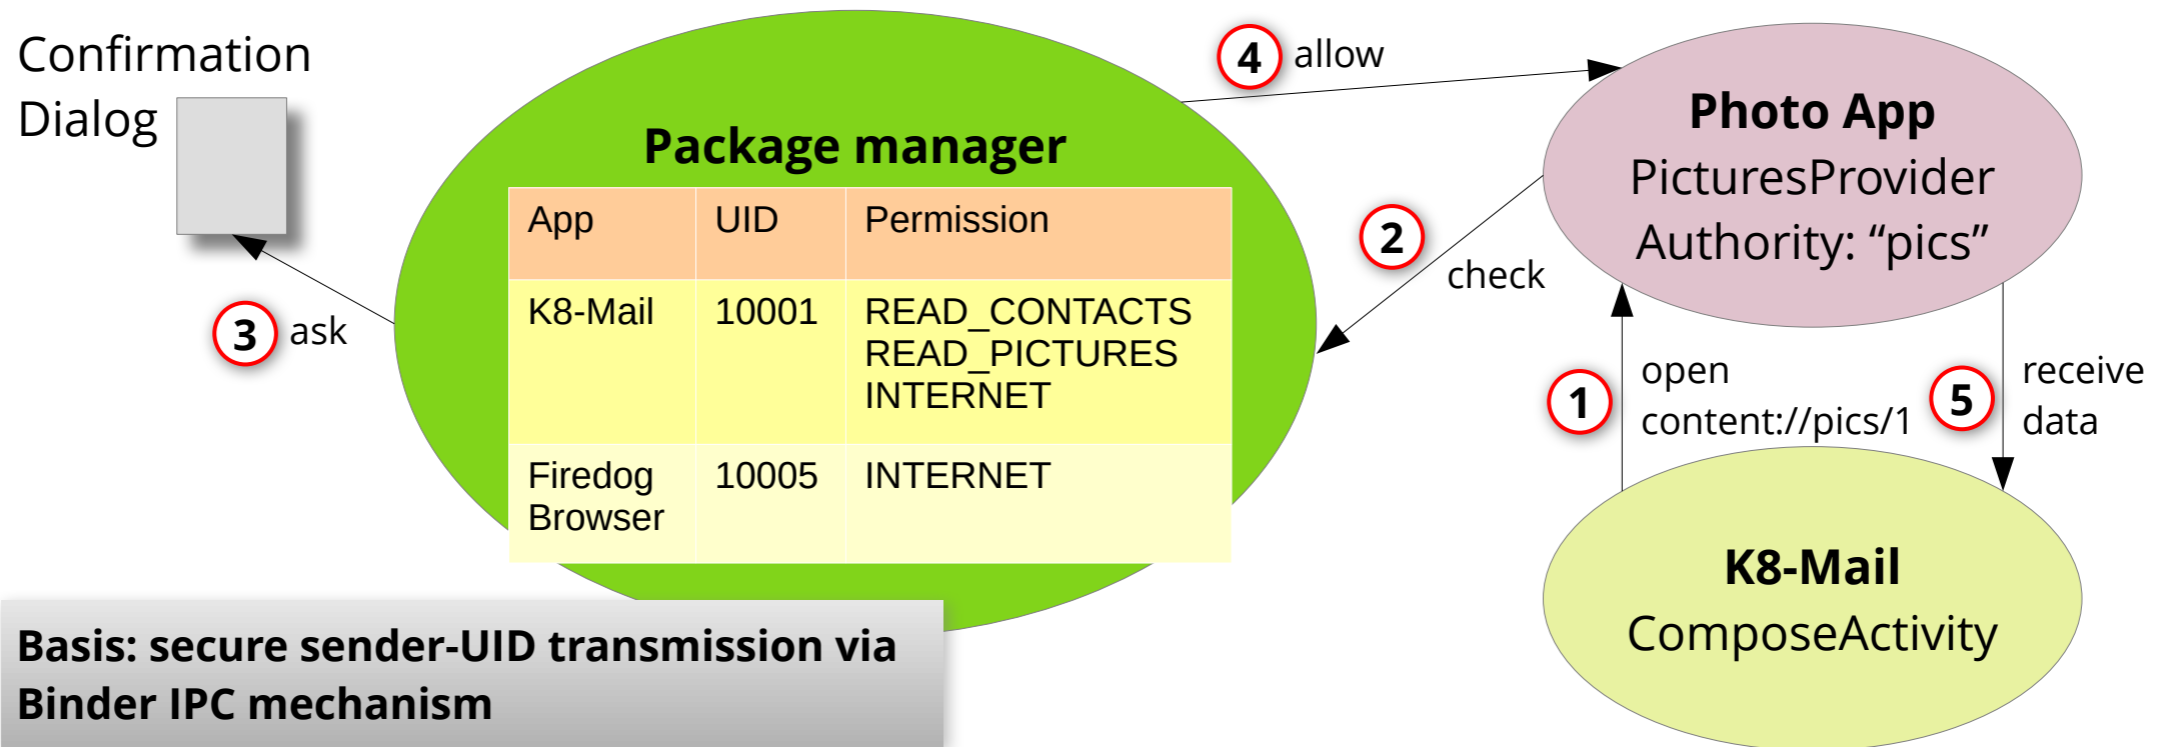 Confirmation
Dialog
3 ask
Package manager
App UID Permission
K8-Mail 10001 READ_CONTACTS
READ_PICTURES
INTERNET
Firedog 10005 INTERNET
Browser
4 allow
2
check
Photo App
PicturesProvider
Authority: “pics”
1
open
content://pics/1
5
receive
data
K8-Mail
ComposeActivity
Basis: secure sender-UID transmission via
Binder IPC mechanism